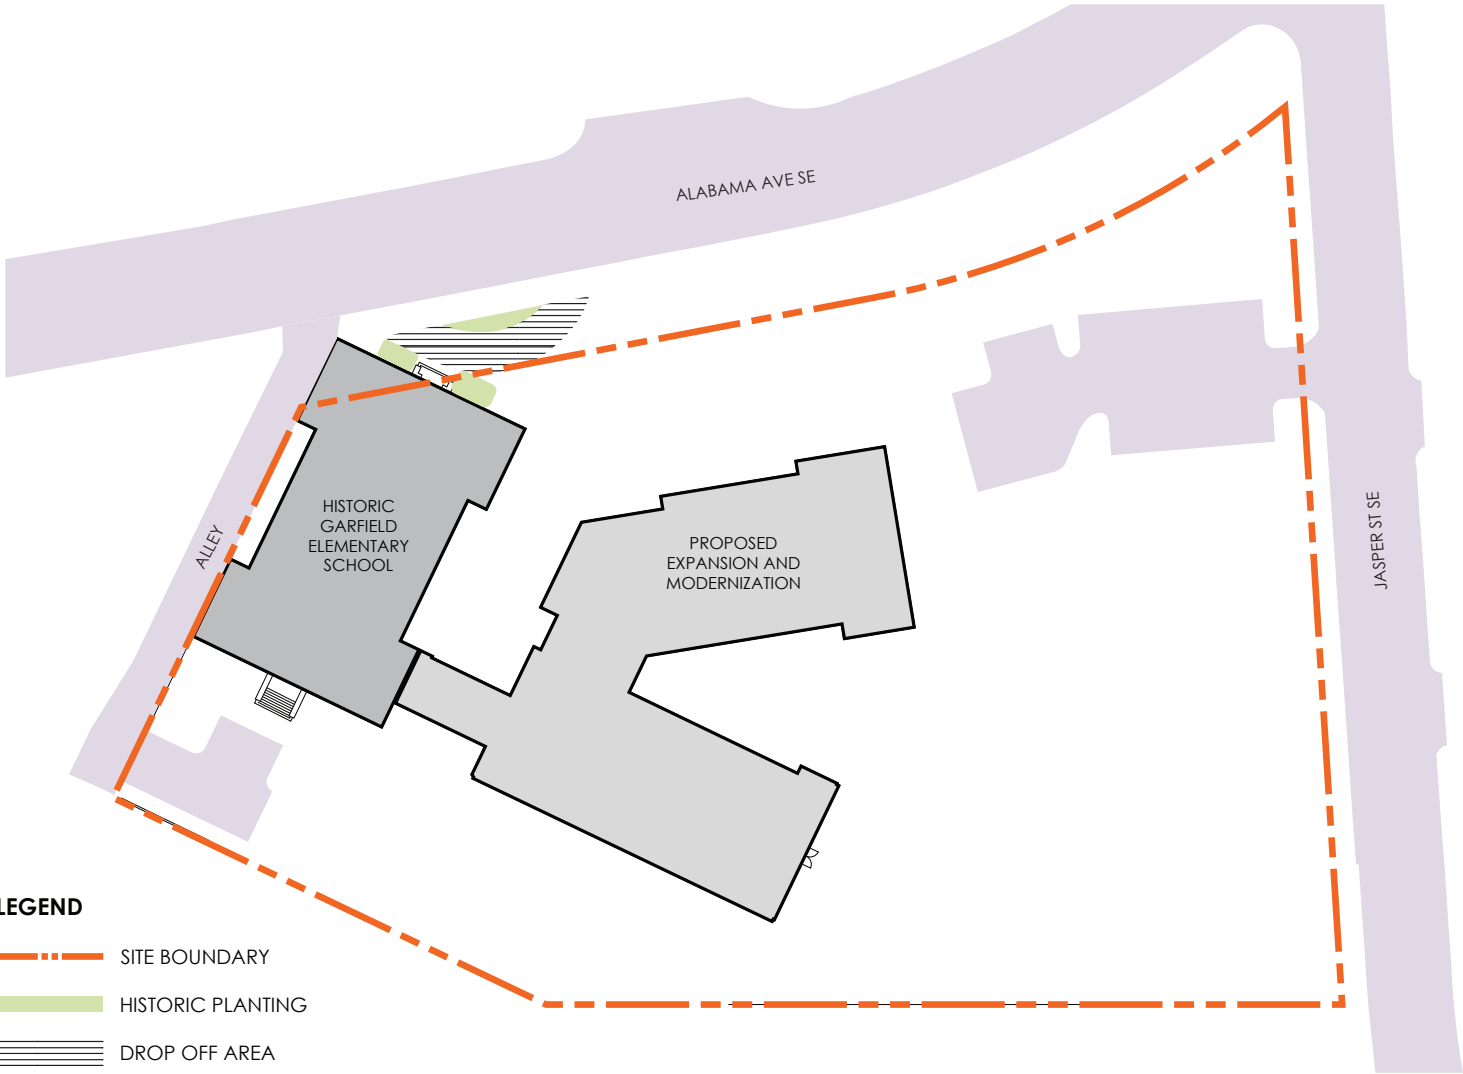 ALABAMA AVE SE
HISTORIC
GARFIELD
ELEMENTARY
SCHOOL
PROPOSED
EXPANSION AND
MODERNIZATION
ALLEY
JASPER ST SE
LEGEND
SITE BOUNDARY
HISTORIC PLANTING
DROP OFF AREA